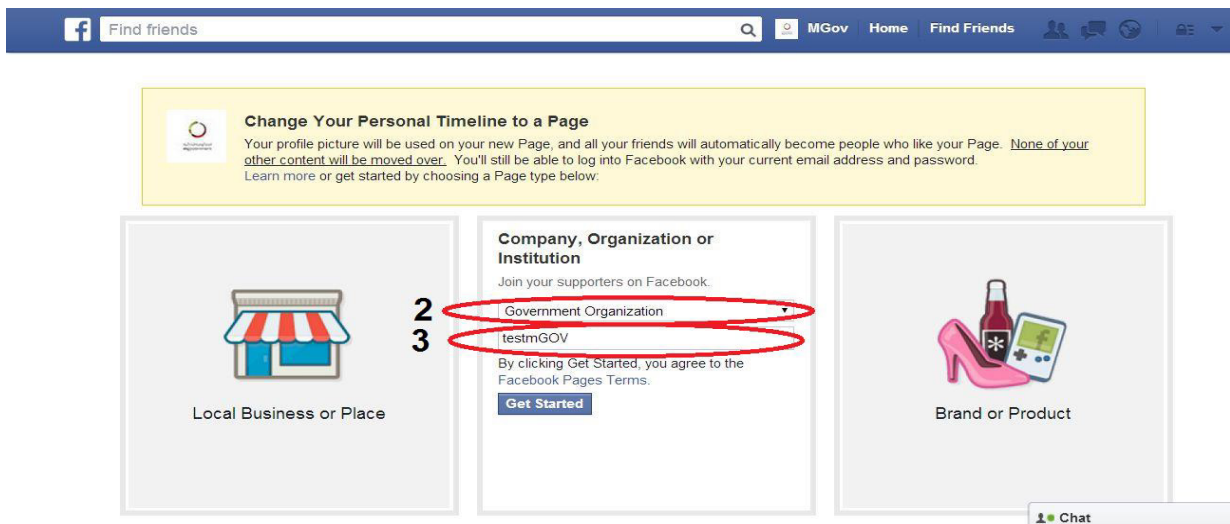 f Find friends MGov Home Find Friends
Change Your Personal Timeline to a Page
Your profile picture will be used on your new Page, and all your friends will automatically become people who like your Page. None of your
other content will be moved over. You'll still be able to log into Facebook with your current email address and password.
Learn more or get started by choosing a Page type below:
Local Business or Place
Company, Organization or
Institution
Join your supporters on Facebook.
2 Government Organization
3 testmGOV
By clicking Get Started, you agree to the
Facebook Pages Terms.
Get Started
Brand or Product
Chat